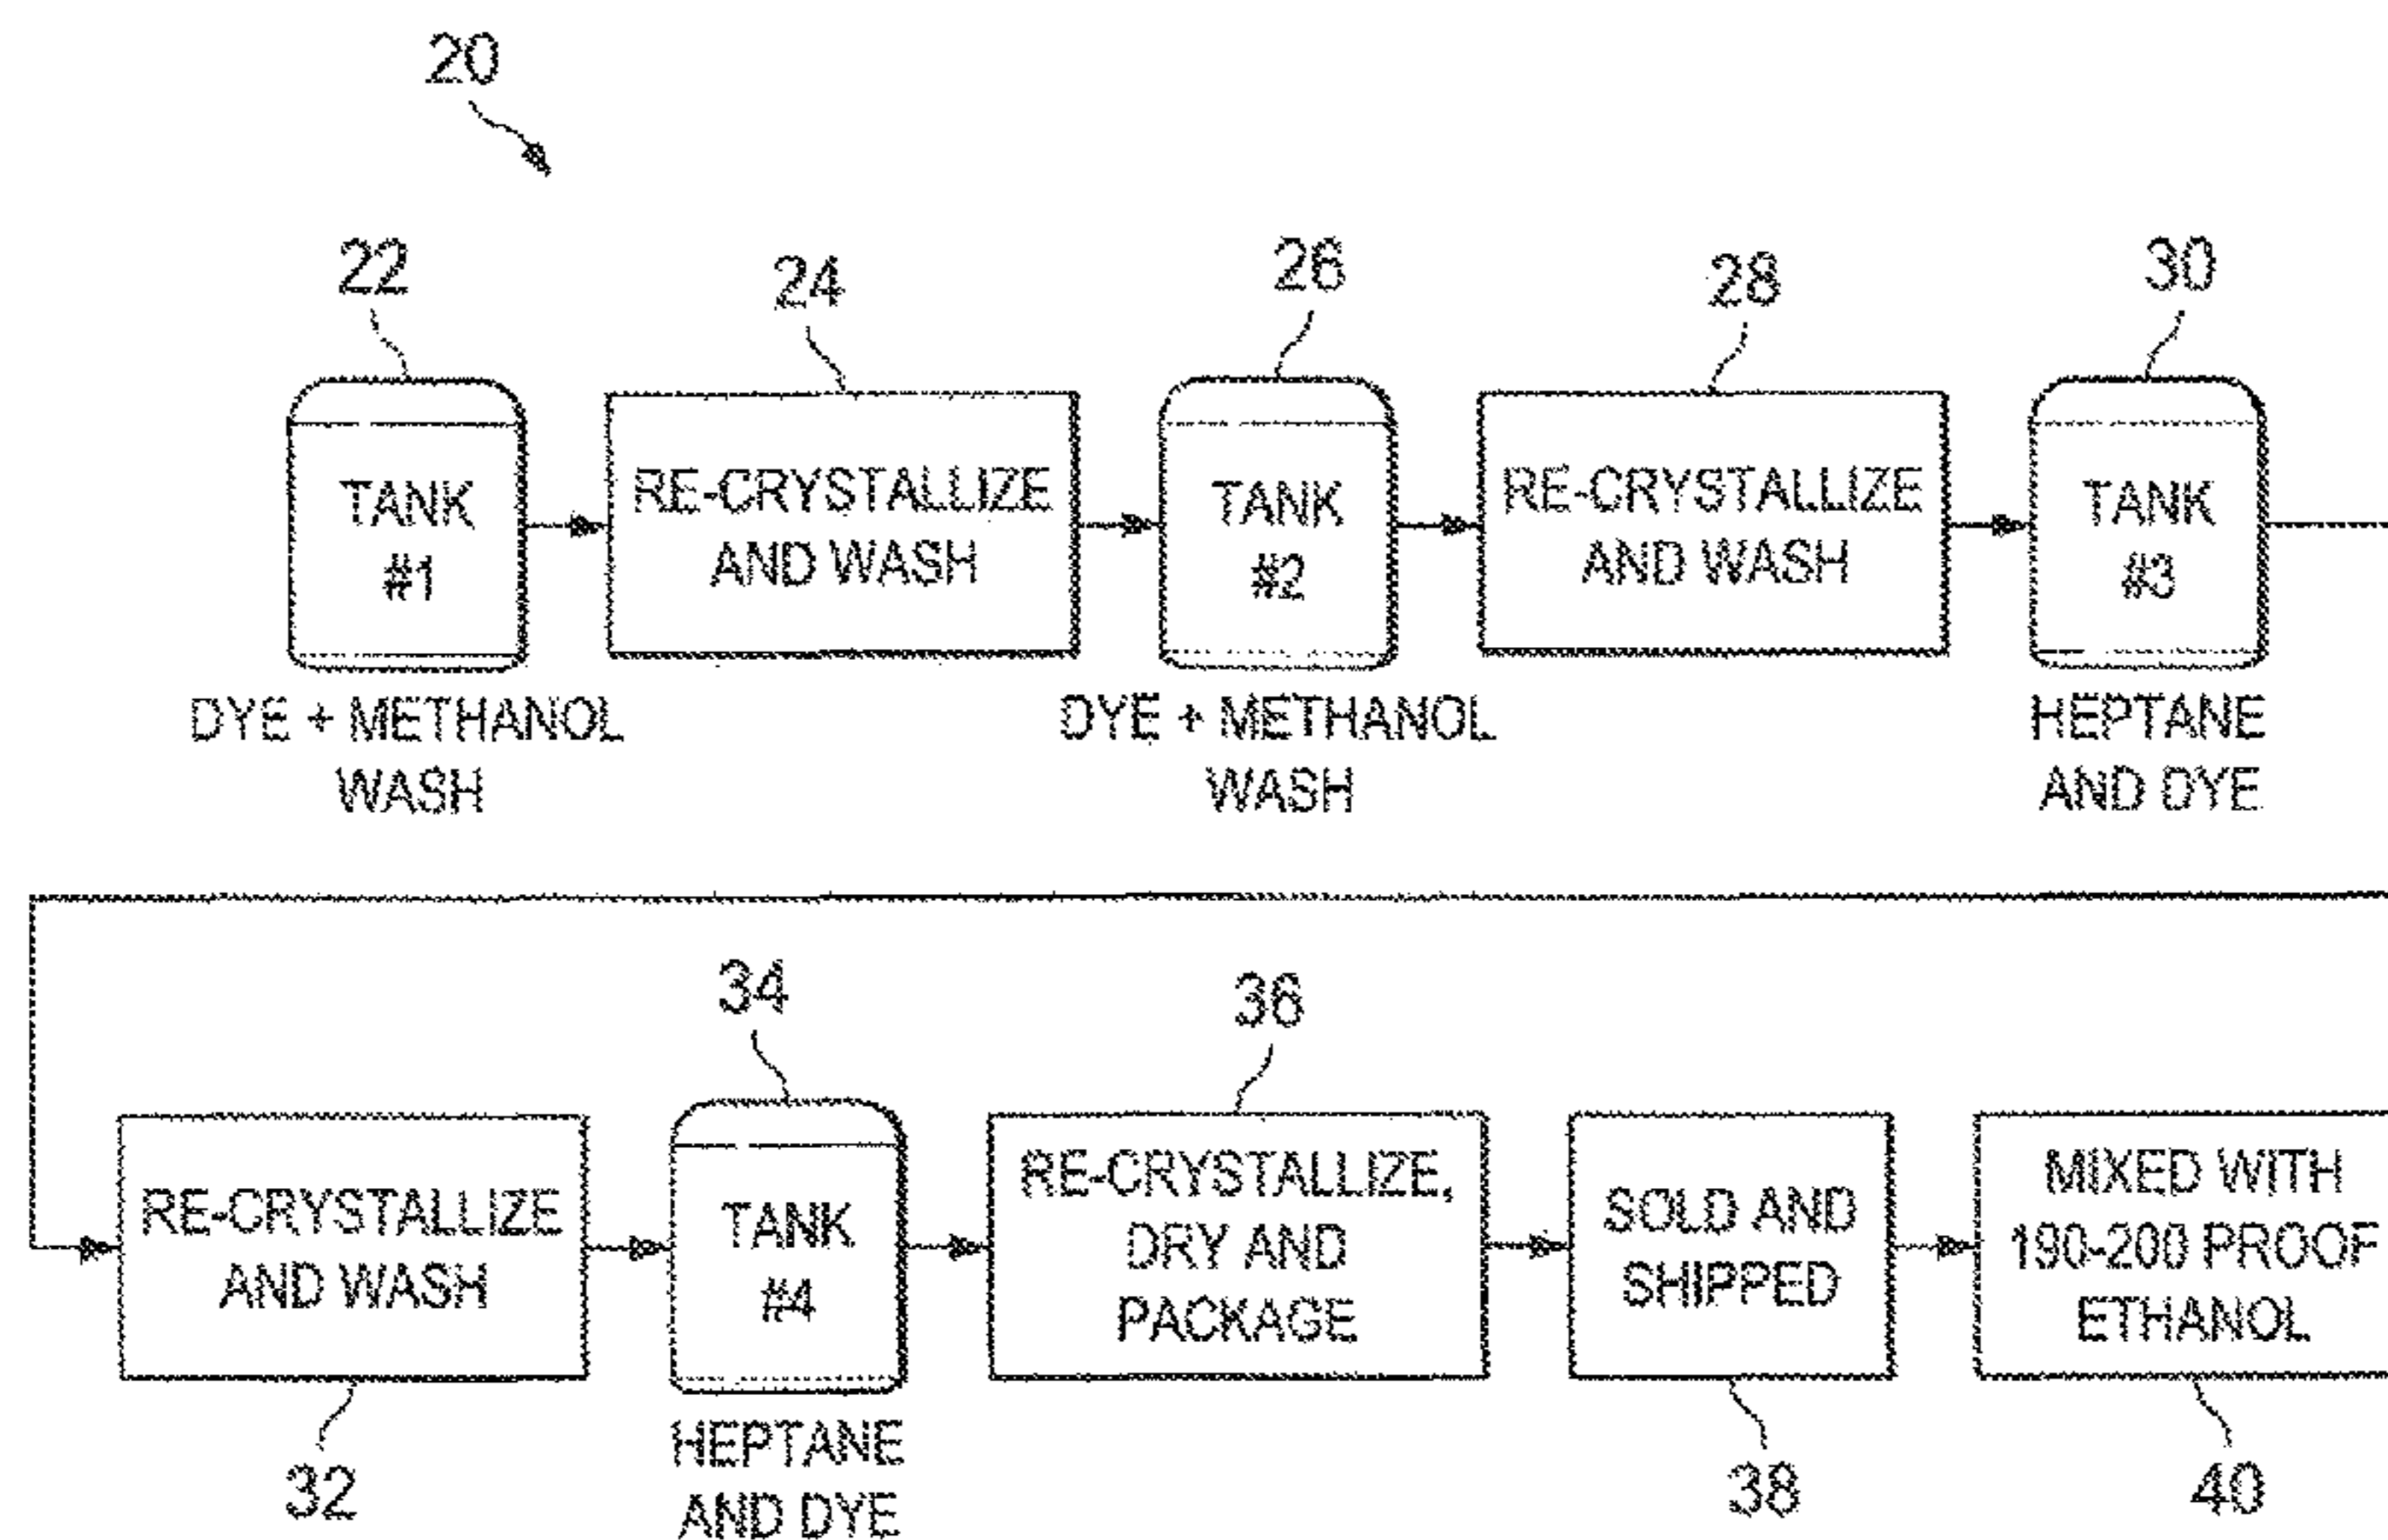 20
22
24
26
28
30
TANK
#1
RE-CRYSTALLIZE
AND WASH
TANK
#2
RE-CRYSTALLIZE
AND WASH
TANK
#3
DYE + METHANOL
WASH
DYE + METHANOL
WASH
HEPTANE
AND DYE
34
36
RE-CRYSTALLIZE
AND WASH
TANK
#4
RE-CRYSTALLIZE,
DRY AND
PACKAGE
SOLD AND
SHIPPED
MIXED WITH
190-200 PROOF
ETHANOL
32
HEPTANE
AND DYE
38
40